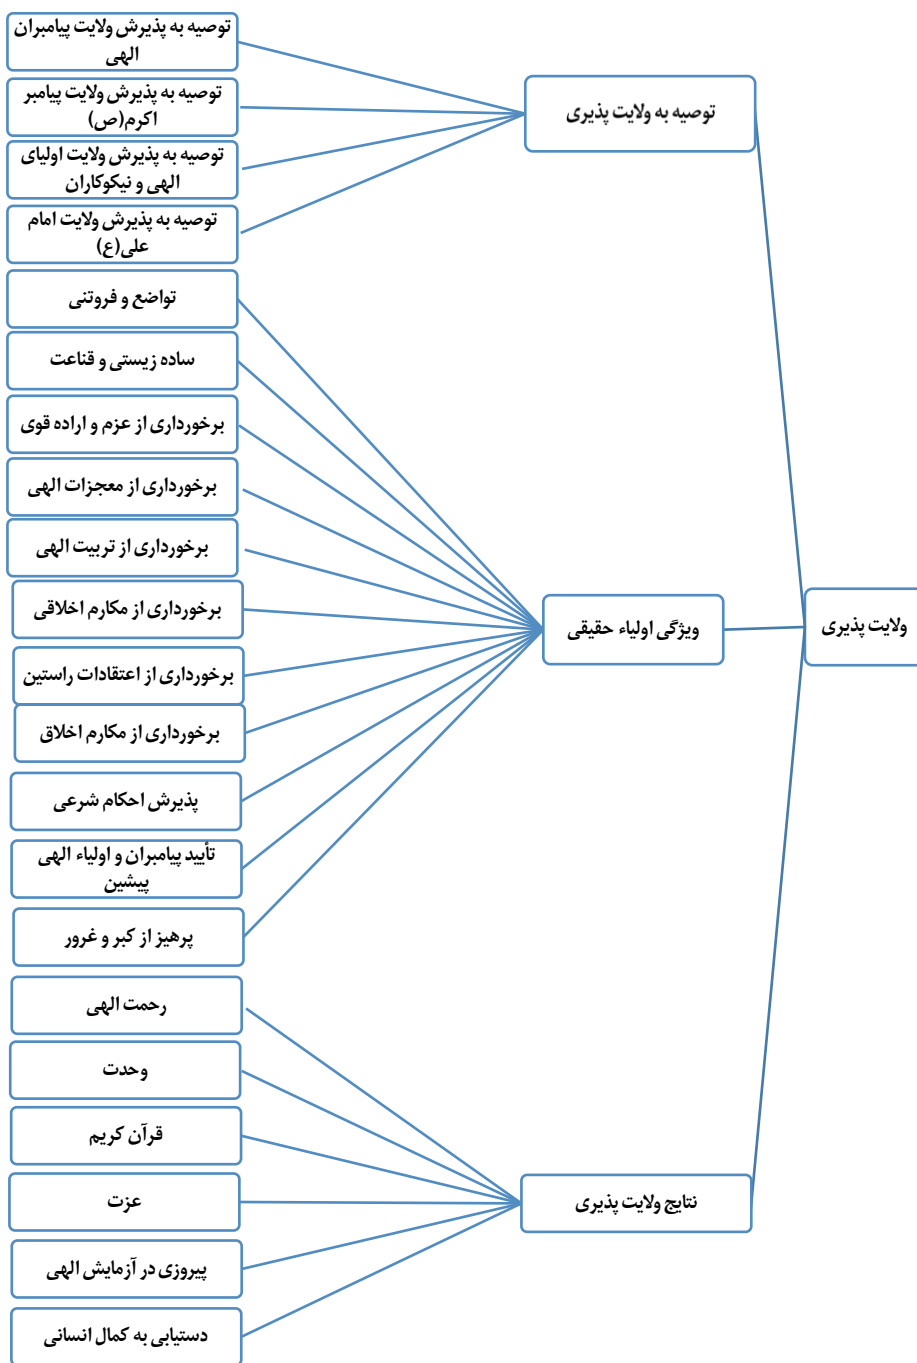 ولایت پذیری
توصیه به ولایت پذیری
توصیه به پذیرش ولایت پیامبران
الهی
توصیه به پذیرش ولایت پیامبر
اکرم(ص)
توصیه به پذیرش ولایت اولیای
الهی و نیکوکاران
توصیه به پذیرش ولایت امام
علی(ع)
ویژگی اولیاء حقیقی
تواضع و فروتنی
ساده زیستی و قناعت
برخورداری از عزم و اراده قوی
برخورداری از معجزات الهی
برخورداری از تربیت الهی
برخورداری از مکارم اخلاقی
برخورداری از اعتقادات راستین
برخورداری از مکارم اخلاق
پذیرش احکام شرعی
تأیید پیامبران و اولیاء الهی
پیشین
پرهیز از کبر و غرور
نتایج ولایت پذیری
رحمت الهی
وحدت
قرآن کریم
عزت
پیروزی در آزمایش الهی
دستیابی به کمال انسانی